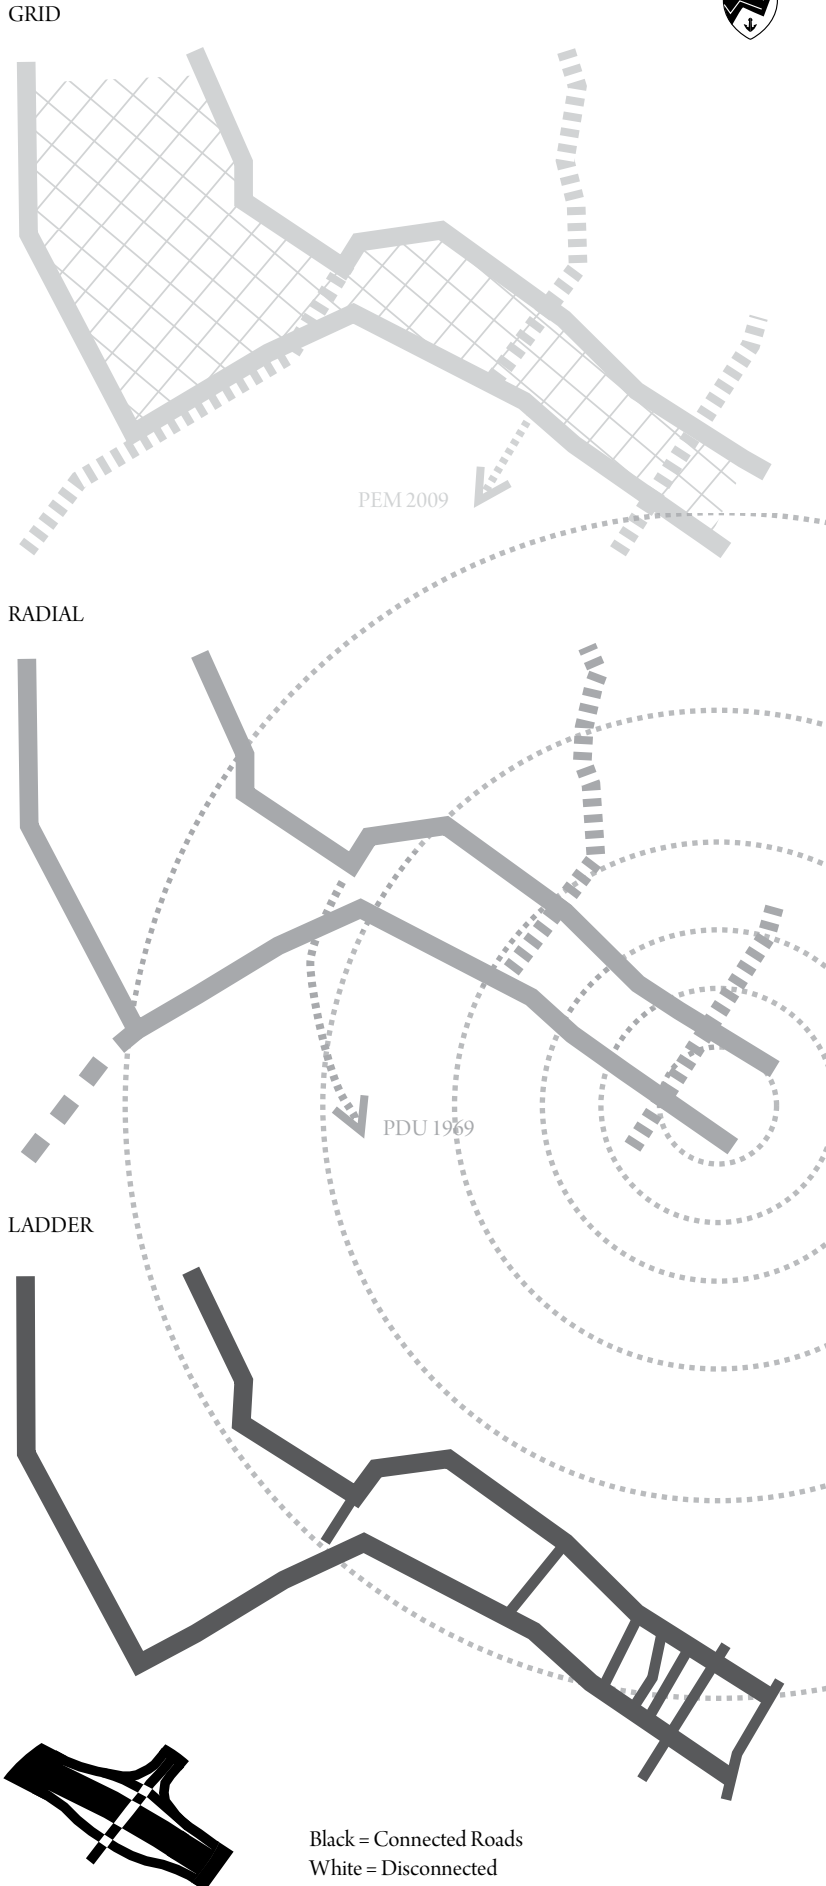 GRID
PEM 2009
RADIAL
PDU 1969
LADDER
Black = Connected Roads
White = Disconnected